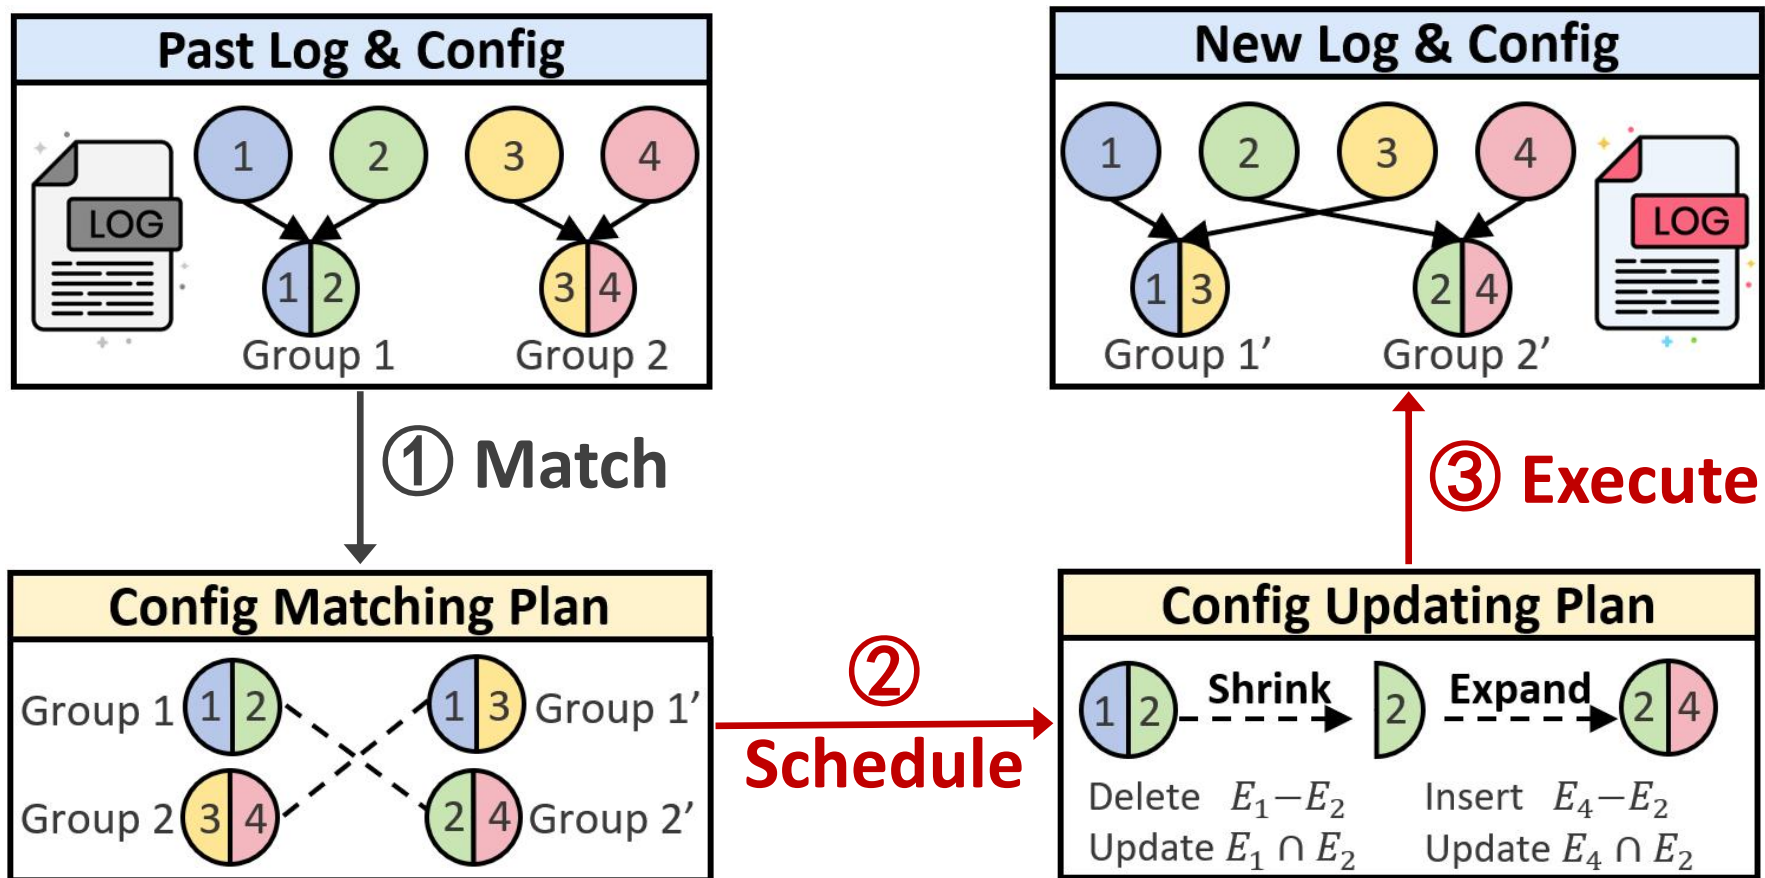 Past Log & Config
1 2 3 4
LOG
1 2 3 4
Group 1 Group 2
New Log & Config
1 2 3 4
LOG
1 3 2 4
Group 1’ Group 2’
① Match
③ Execute
Config Matching Plan
Group 1 1 2 1 3 Group 1’
Group 2 3 4 2 4 Group 2’
②
Schedule
Config Updating Plan
1 2 Shrink 2 Expand 2 4
Delete E₁−E₂ Insert E₄−E₂
Update E₁ ∩ E₂ Update E₄ ∩ E₂